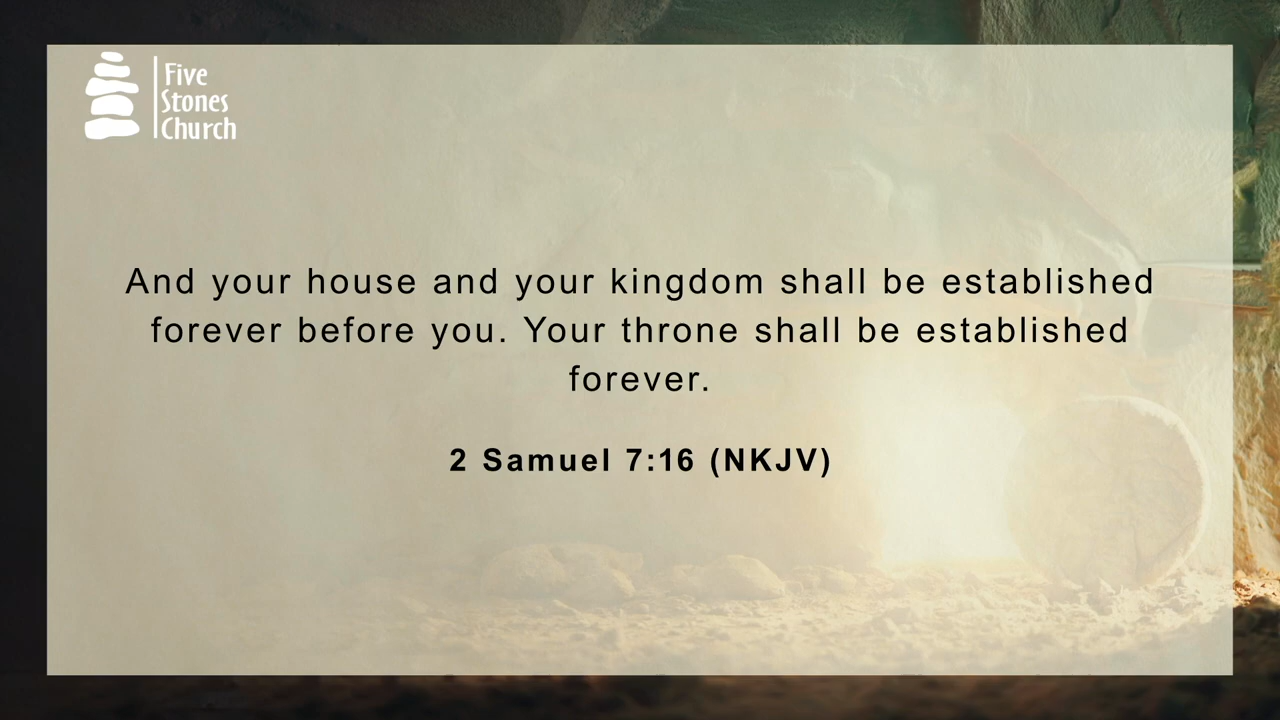 Five
Stones
Church
And your house and your kingdom shall be established
forever before you. Your throne shall be established
forever.
2 Samuel 7:16 (NKJV)